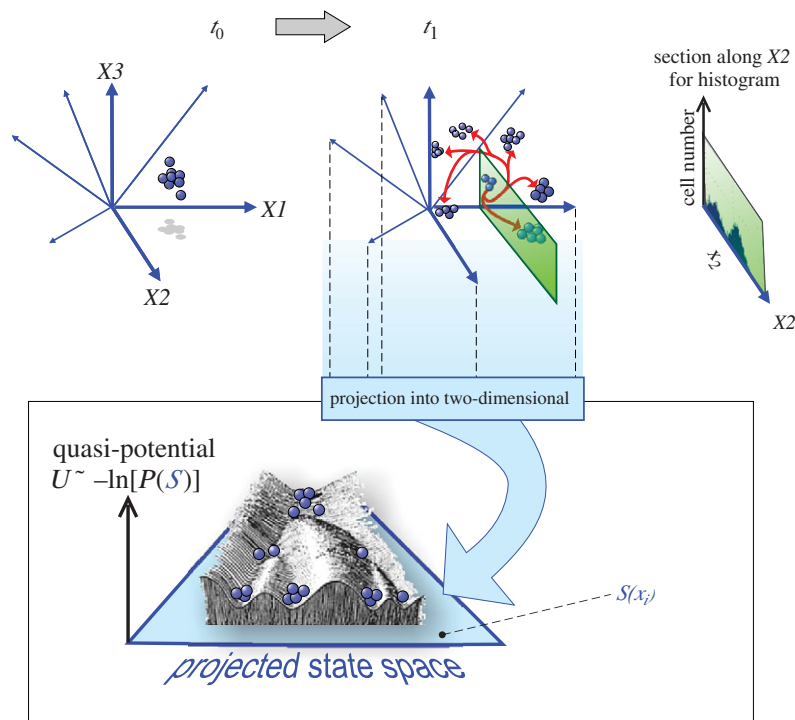 t0
t1
section along X2
for histogram
X3
X1
X2
cell number
x2
X2
projection into two-dimensional
quasi-potential
U ~ –ln[P(S)]
S(xi)
projected state space